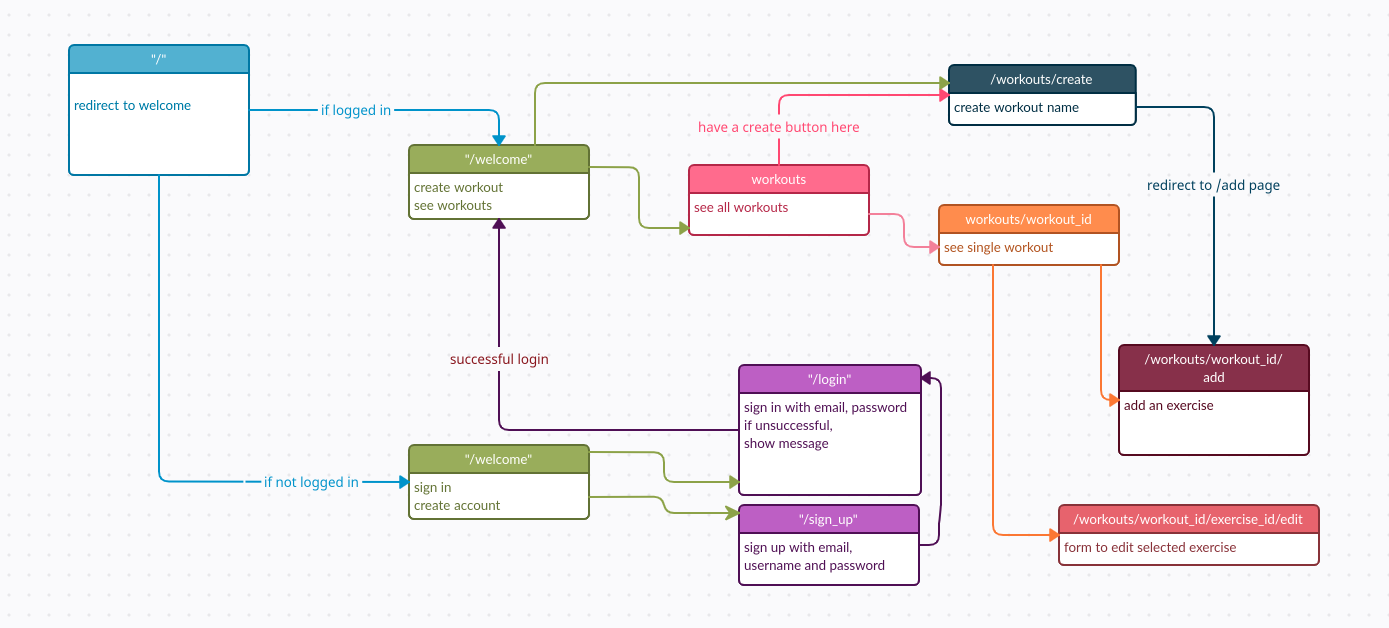 "/"
redirect to welcome
if logged in
"/welcome"
create workout
see workouts
have a create button here
workouts
see all workouts
/workouts/create
create workout name
redirect to /add page
workouts/workout_id
see single workout
successful login
"/login"
sign in with email, password
if unsuccessful,
show message
/workouts/workout_id/
add
add an exercise
if not logged in
"/welcome"
sign in
create account
"/sign_up"
sign up with email,
username and password
/workouts/workout_id/exercise_id/edit
form to edit selected exercise